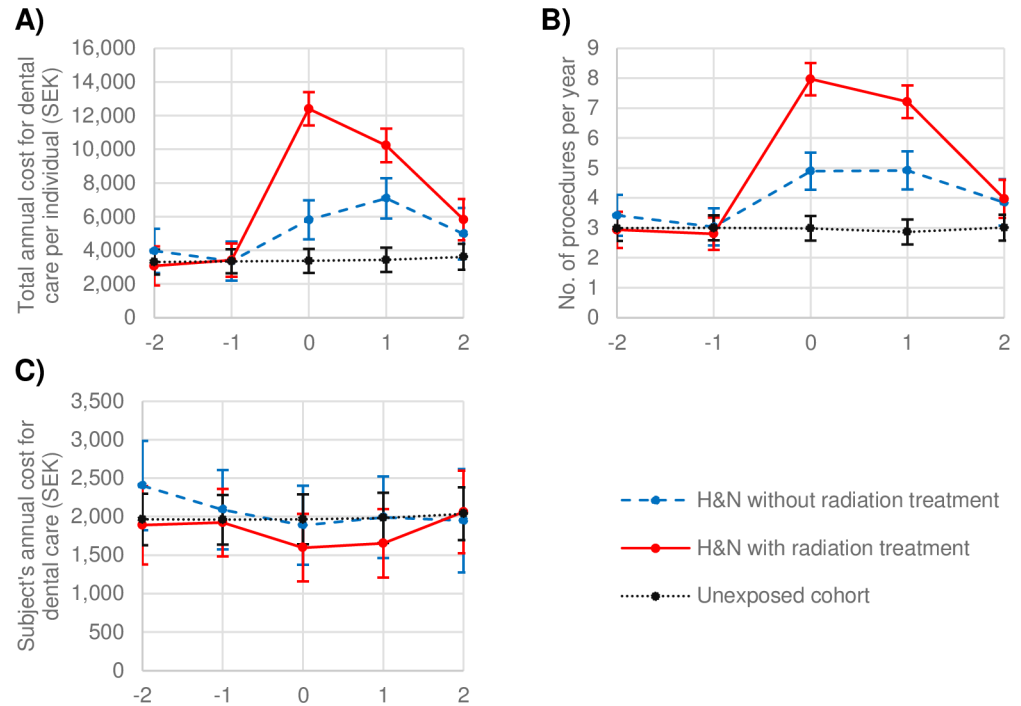 A)
Total annual cost for dental
care per individual (SEK)
16,000
14,000
12,000
10,000
8,000
6,000
4,000
2,000
0
-2 -1 0 1 2
B)
No. of procedures per year
9
8
7
6
5
4
3
2
1
0
-2 -1 0 1 2
C)
Subject's annual cost for
dental care (SEK)
3,500
3,000
2,500
2,000
1,500
1,000
500
0
-2 -1 0 1 2
H&N without radiation treatment
H&N with radiation treatment
Unexposed cohort